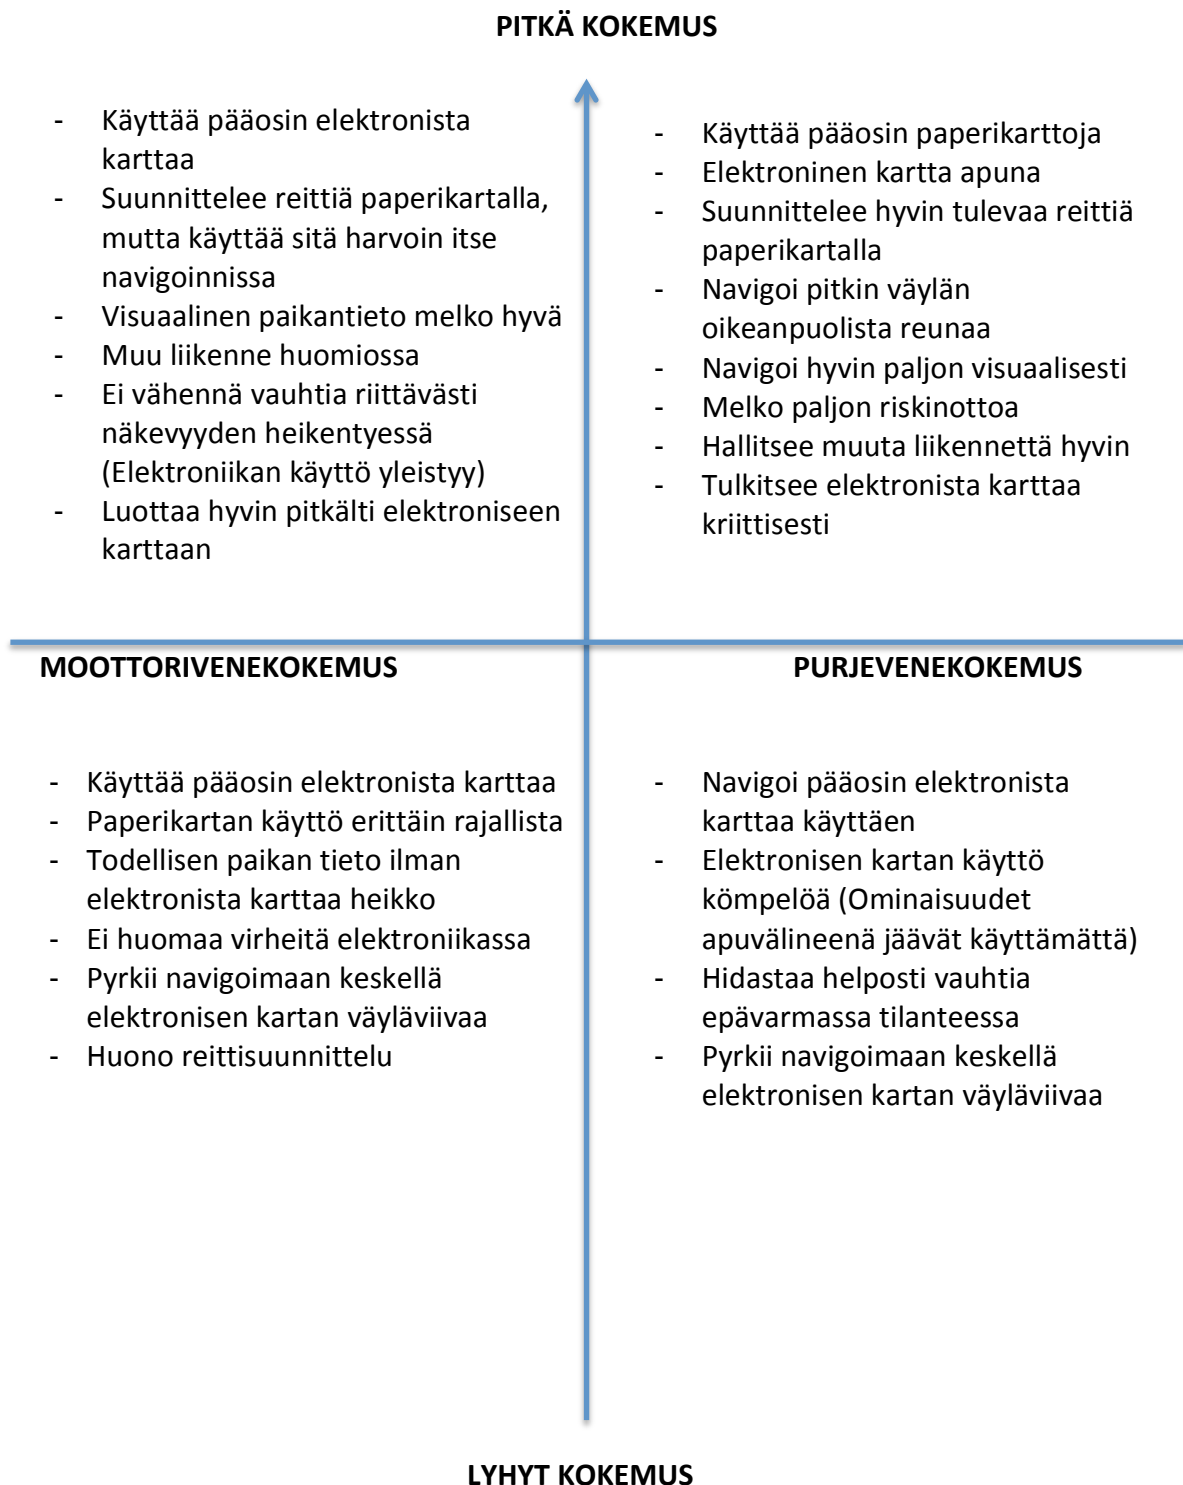 PITKÄ KOKEMUS
- Käyttää pääosin elektronista
karttaa
- Suunnittelee reittiä paperikartalla,
mutta käyttää sitä harvoin itse
navigoinnissa
- Visuaalinen paikantieto melko hyvä
- Muu liikenne huomiossa
- Ei vähennä vauhtia riittävästi
näkevyyden heikentyessä
(Elektroniikan käyttö yleistyy)
- Luottaa hyvin pitkälti elektroniseen
karttaan
- Käyttää pääosin paperikarttoja
- Elektroninen kartta apuna
- Suunnittelee hyvin tulevaa reittiä
paperikartalla
- Navigoi pitkin väylän
oikeanpuolista reunaa
- Navigoi hyvin paljon visuaalisesti
- Melko paljon riskinottoa
- Hallitsee muuta liikennettä hyvin
- Tulkitsee elektronista karttaa
kriittisesti
MOOTTORIVENEKOKEMUS
PURJEVENEKOKEMUS
- Käyttää pääosin elektronista karttaa
- Paperikartan käyttö erittäin rajallista
- Todellisen paikan tieto ilman
elektronista karttaa heikko
- Ei huomaa virheitä elektroniikassa
- Pyrkii navigoimaan keskellä
elektronisen kartan väyläviivaa
- Huono reittisuunnittelu
- Navigoi pääosin elektronista
karttaa käyttäen
- Elektronisen kartan käyttö
kömpelöä (Ominaisuudet
apuvälineenä jäävät käyttämättä)
- Hidastaa helposti vauhtia
epävarmassa tilanteessa
- Pyrkii navigoimaan keskellä
elektronisen kartan väyläviivaa
LYHYT KOKEMUS